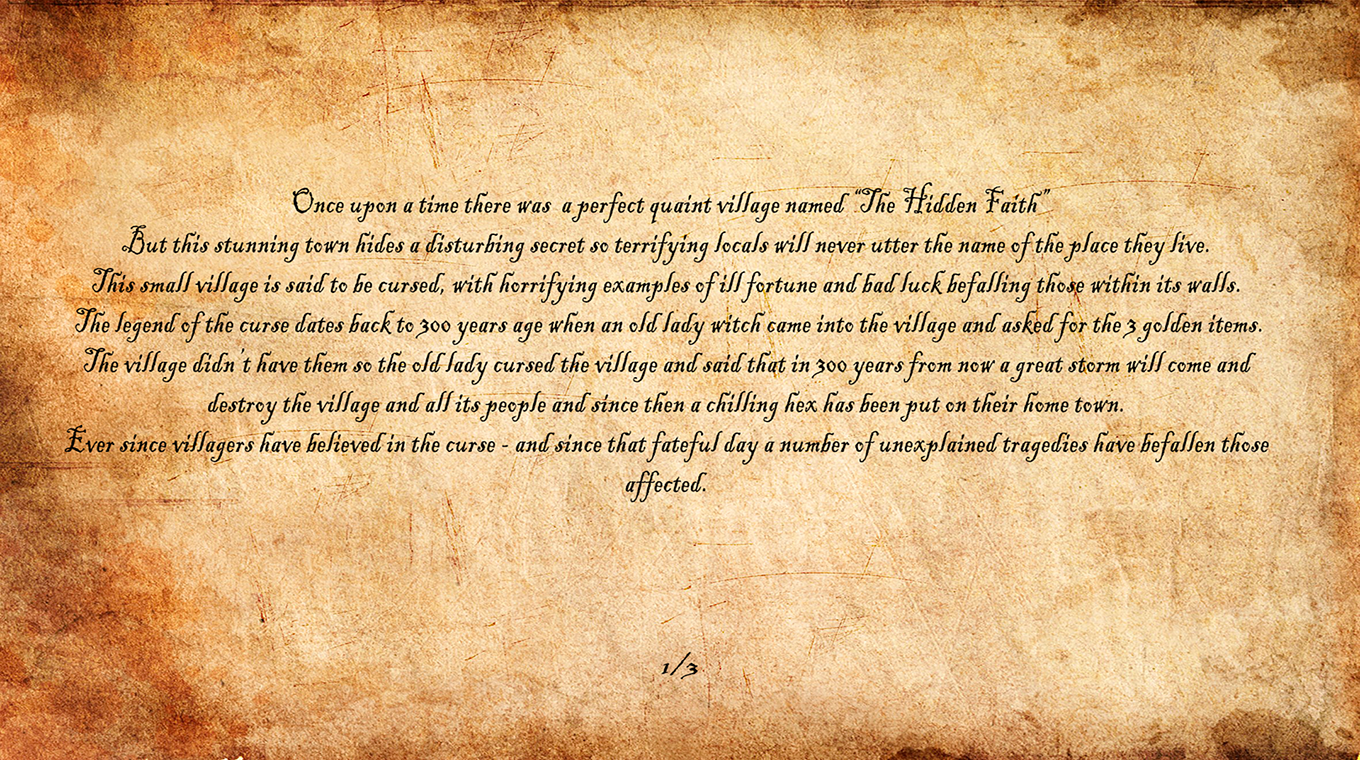 Once upon a time there was  a perfect quaint village named "The Hidden Faith"
But this stunning town hides a disturbing secret so terrifying locals will never utter the name of the place they live.
This small village is said to be cursed, with horrifying examples of ill fortune and bad luck befalling those within its walls.
The legend of the curse dates back to 300 years age when an old lady witch came into the village and asked for the 3 golden items.
The village didn't have them so the old lady cursed the village and said that in 300 years from now a great storm will come and
destroy the village and all its people and since then a chilling hex has been put on their home town.
Ever since villagers have believed in the curse - and since that fateful day a number of unexplained tragedies have befallen those
affected.
1/3